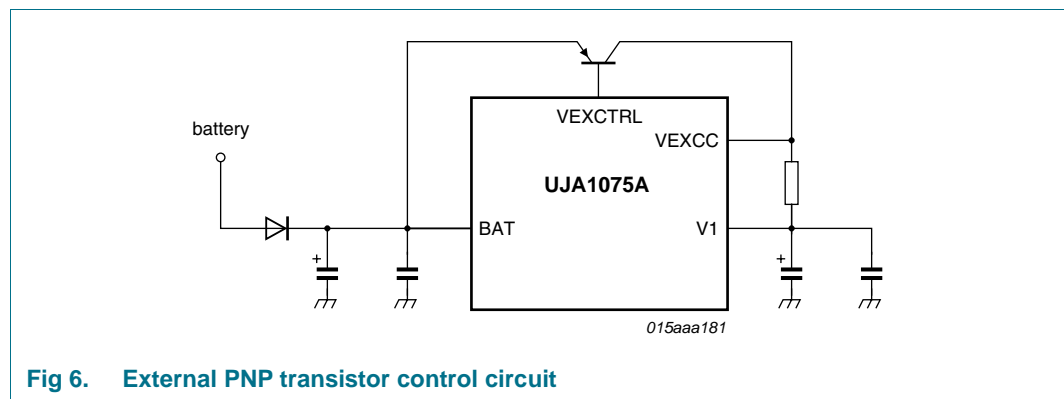 battery
VEXCTRL
VEXCC
UJA1075A
BAT
V1
+
+
015aaa181
Fig 6. External PNP transistor control circuit